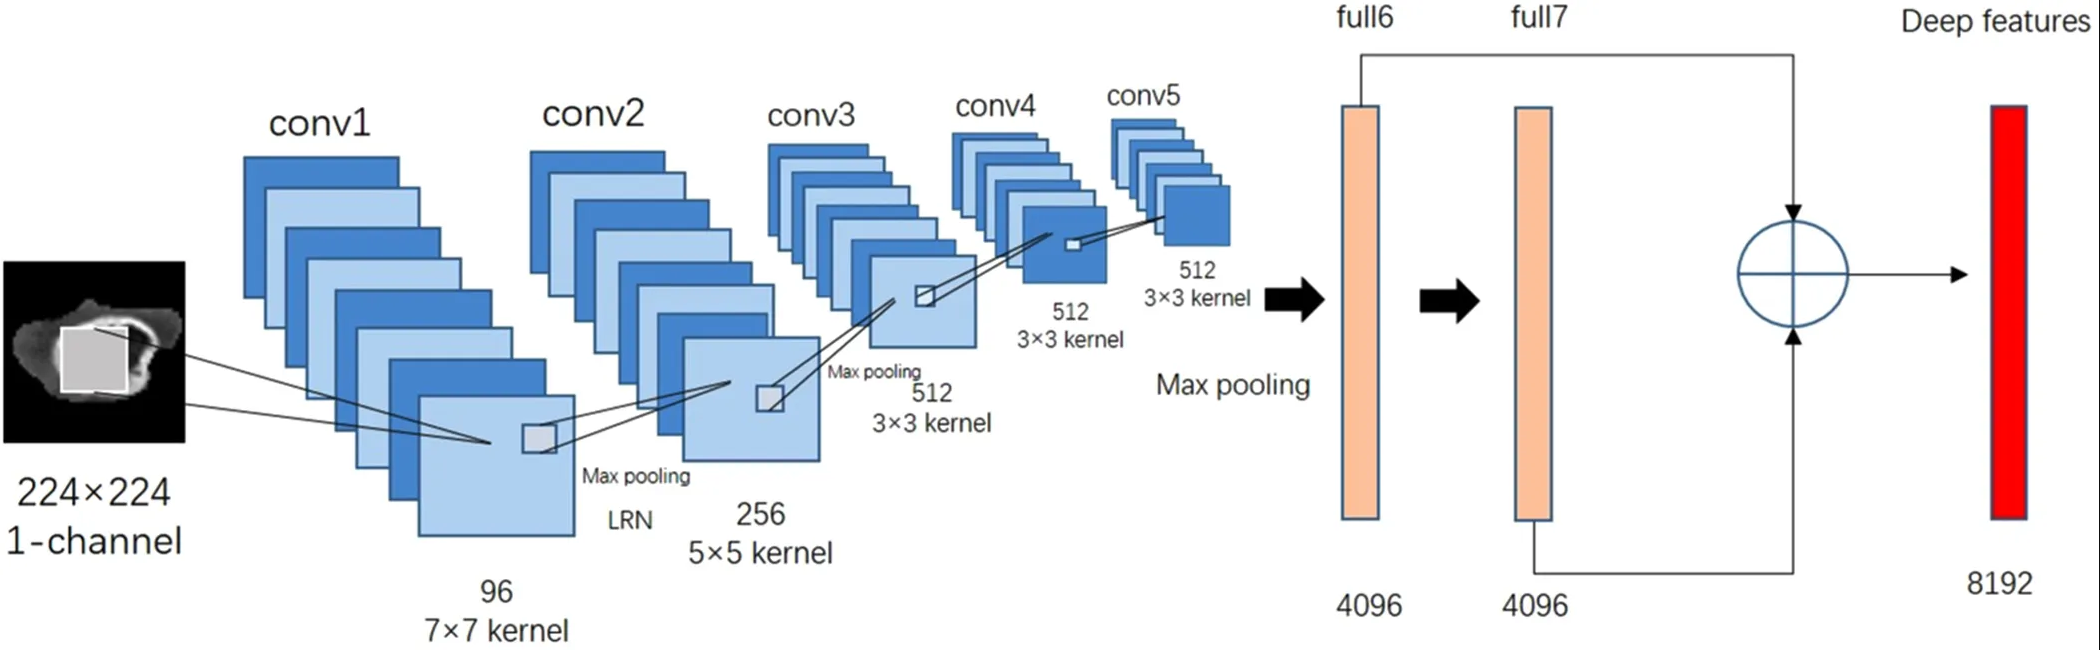 224×224
1-channel
conv1
96
7×7 kernel
Max pooling
LRN
conv2
256
5×5 kernel
Max pooling
conv3
512
3×3 kernel
conv4
512
3×3 kernel
conv5
512
3×3 kernel
Max pooling
full6
4096
full7
4096
Deep features
8192